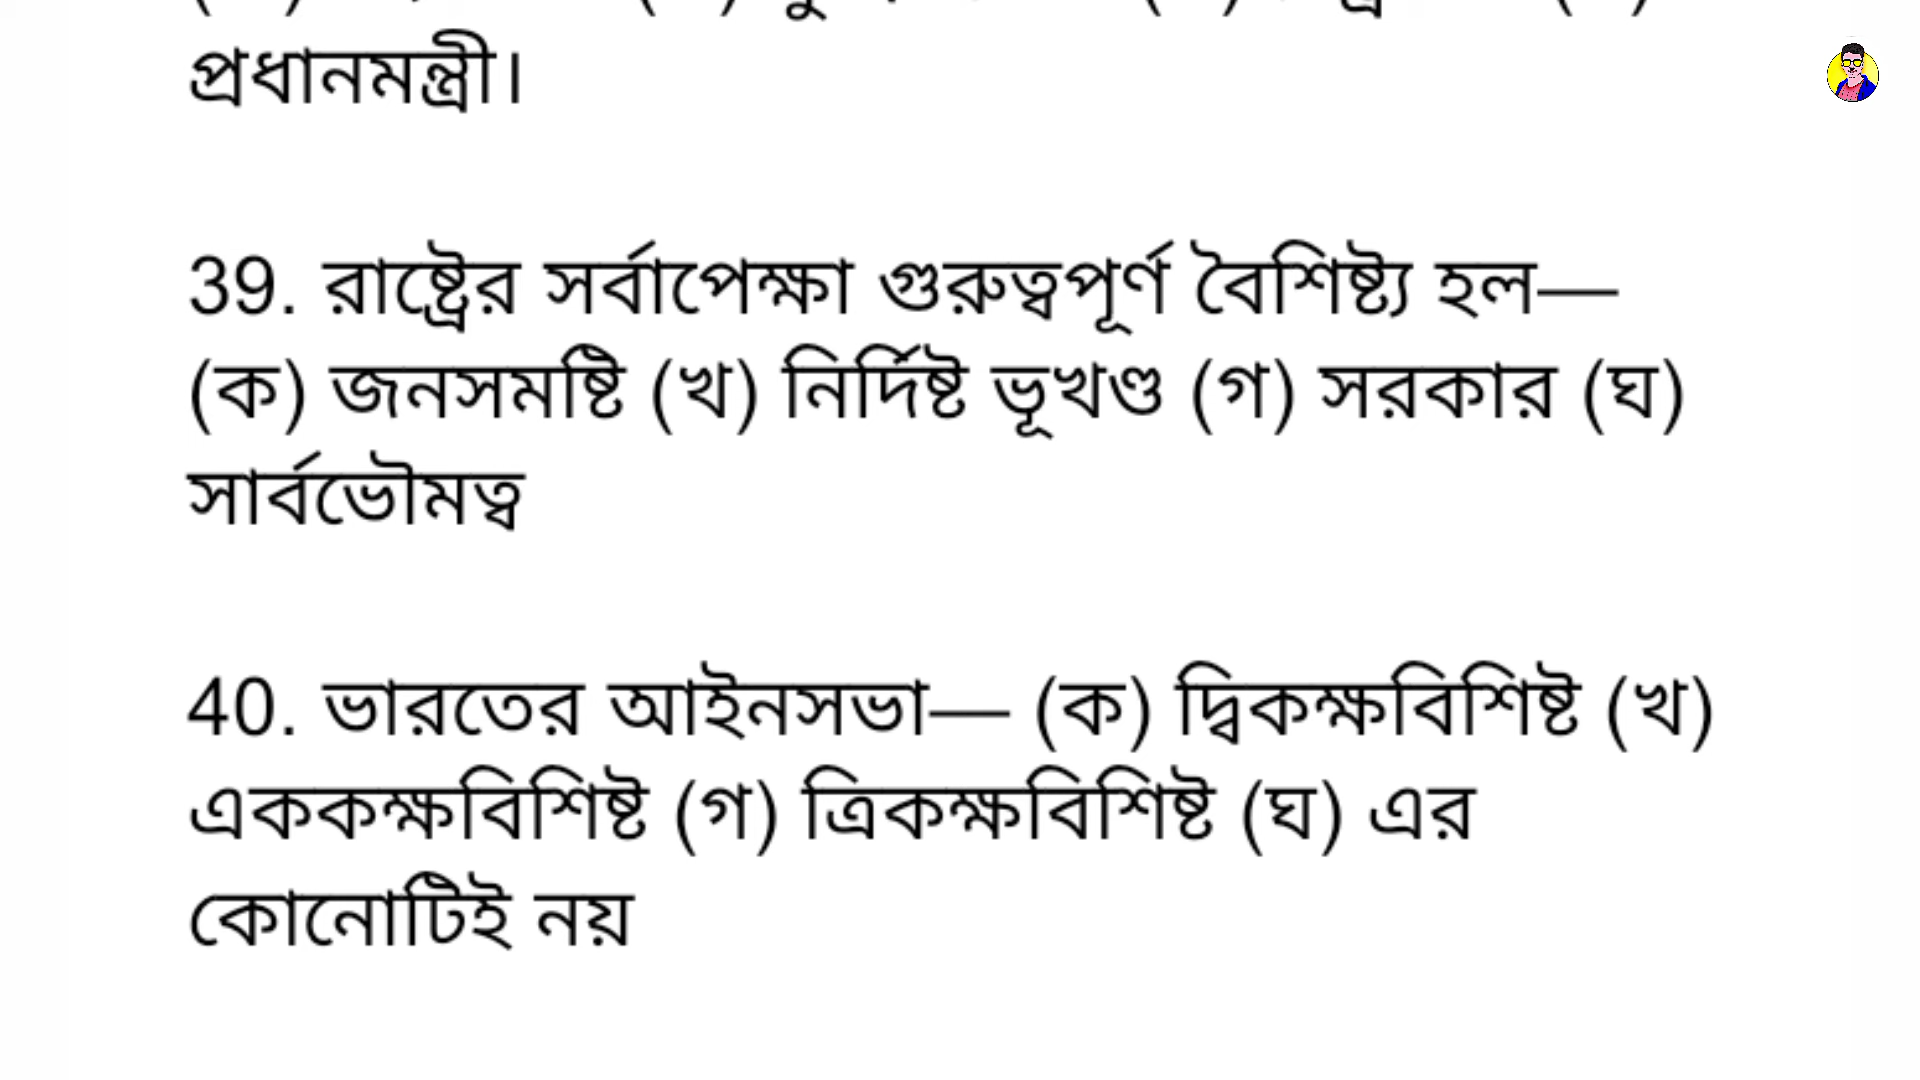 প্রধানমন্ত্রী।
39. রাষ্ট্রের সর্বাপেক্ষা গুরুত্বপূর্ণ বৈশিষ্ট্য হল—
(ক) জনসমষ্টি (খ) নির্দিষ্ট ভূখণ্ড (গ) সরকার (ঘ)
সার্বভৌমত্ব
40. ভারতের আইনসভা— (ক) দ্বিকক্ষবিশিষ্ট (খ)
এককক্ষবিশিষ্ট (গ) ত্রিকক্ষবিশিষ্ট (ঘ) এর
কোনোটিই নয়